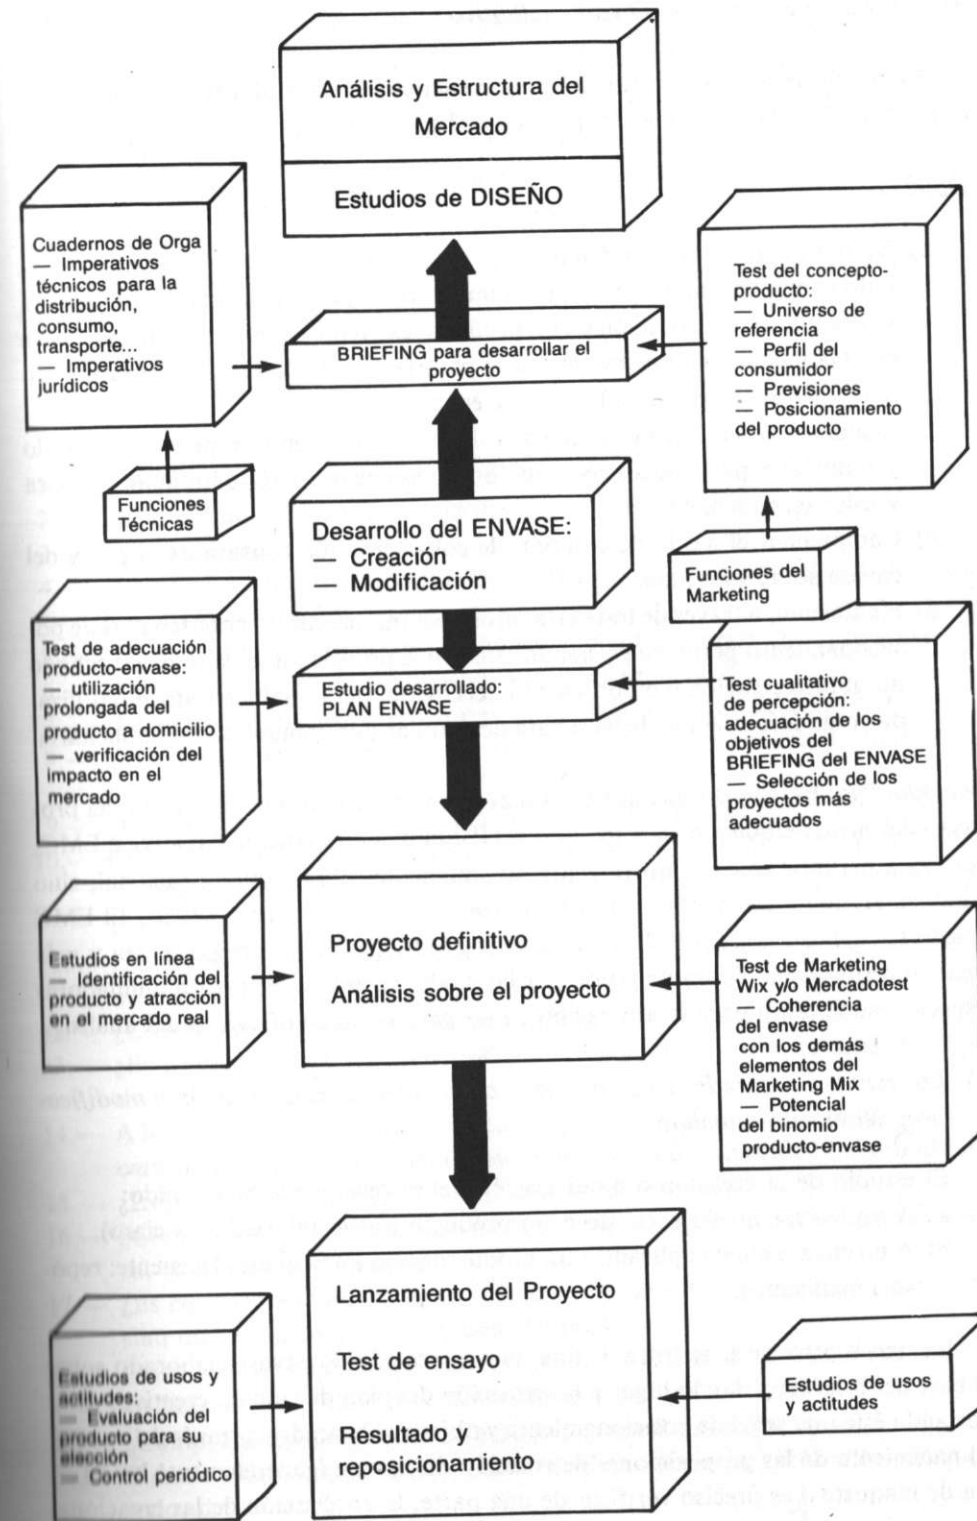 Análisis y Estructura del
Mercado
Estudios de DISEÑO
Cuadernos de Orga
— Imperativos
técnicos para la
distribución,
consumo,
transporte...
— Imperativos
jurídicos
BRIEFING para desarrollar el
proyecto
Test del concepto-
producto:
— Universo de
referencia
— Perfil del
consumidor
— Previsiones
— Posicionamiento
del producto
Funciones
Técnicas
Desarrollo del ENVASE:
— Creación
— Modificación
Funciones del
Marketing
Test de adecuación
producto-envase:
— utilización
prolongada del
producto a domicilio
— verificación del
impacto en el
mercado
Estudio desarrollado:
PLAN ENVASE
Test cualitativo
de percepción:
adecuación de los
objetivos del
BRIEFING del ENVASE
— Selección de los
proyectos más
adecuados
Estudios en línea
— Identificación del
producto y atracción
en el mercado real
Proyecto definitivo
Análisis sobre el proyecto
Test de Marketing
Wix y/o Mercadotest
— Coherencia
del envase
con los demás
elementos del
Marketing Mix
— Potencial
del binomio
producto-envase
Estudios de usos y
actitudes:
— Evaluación del
producto para su
elección
— Control periódico
Lanzamiento del Proyecto
Test de ensayo
Resultado y
reposicionamiento
Estudios de usos
y actitudes